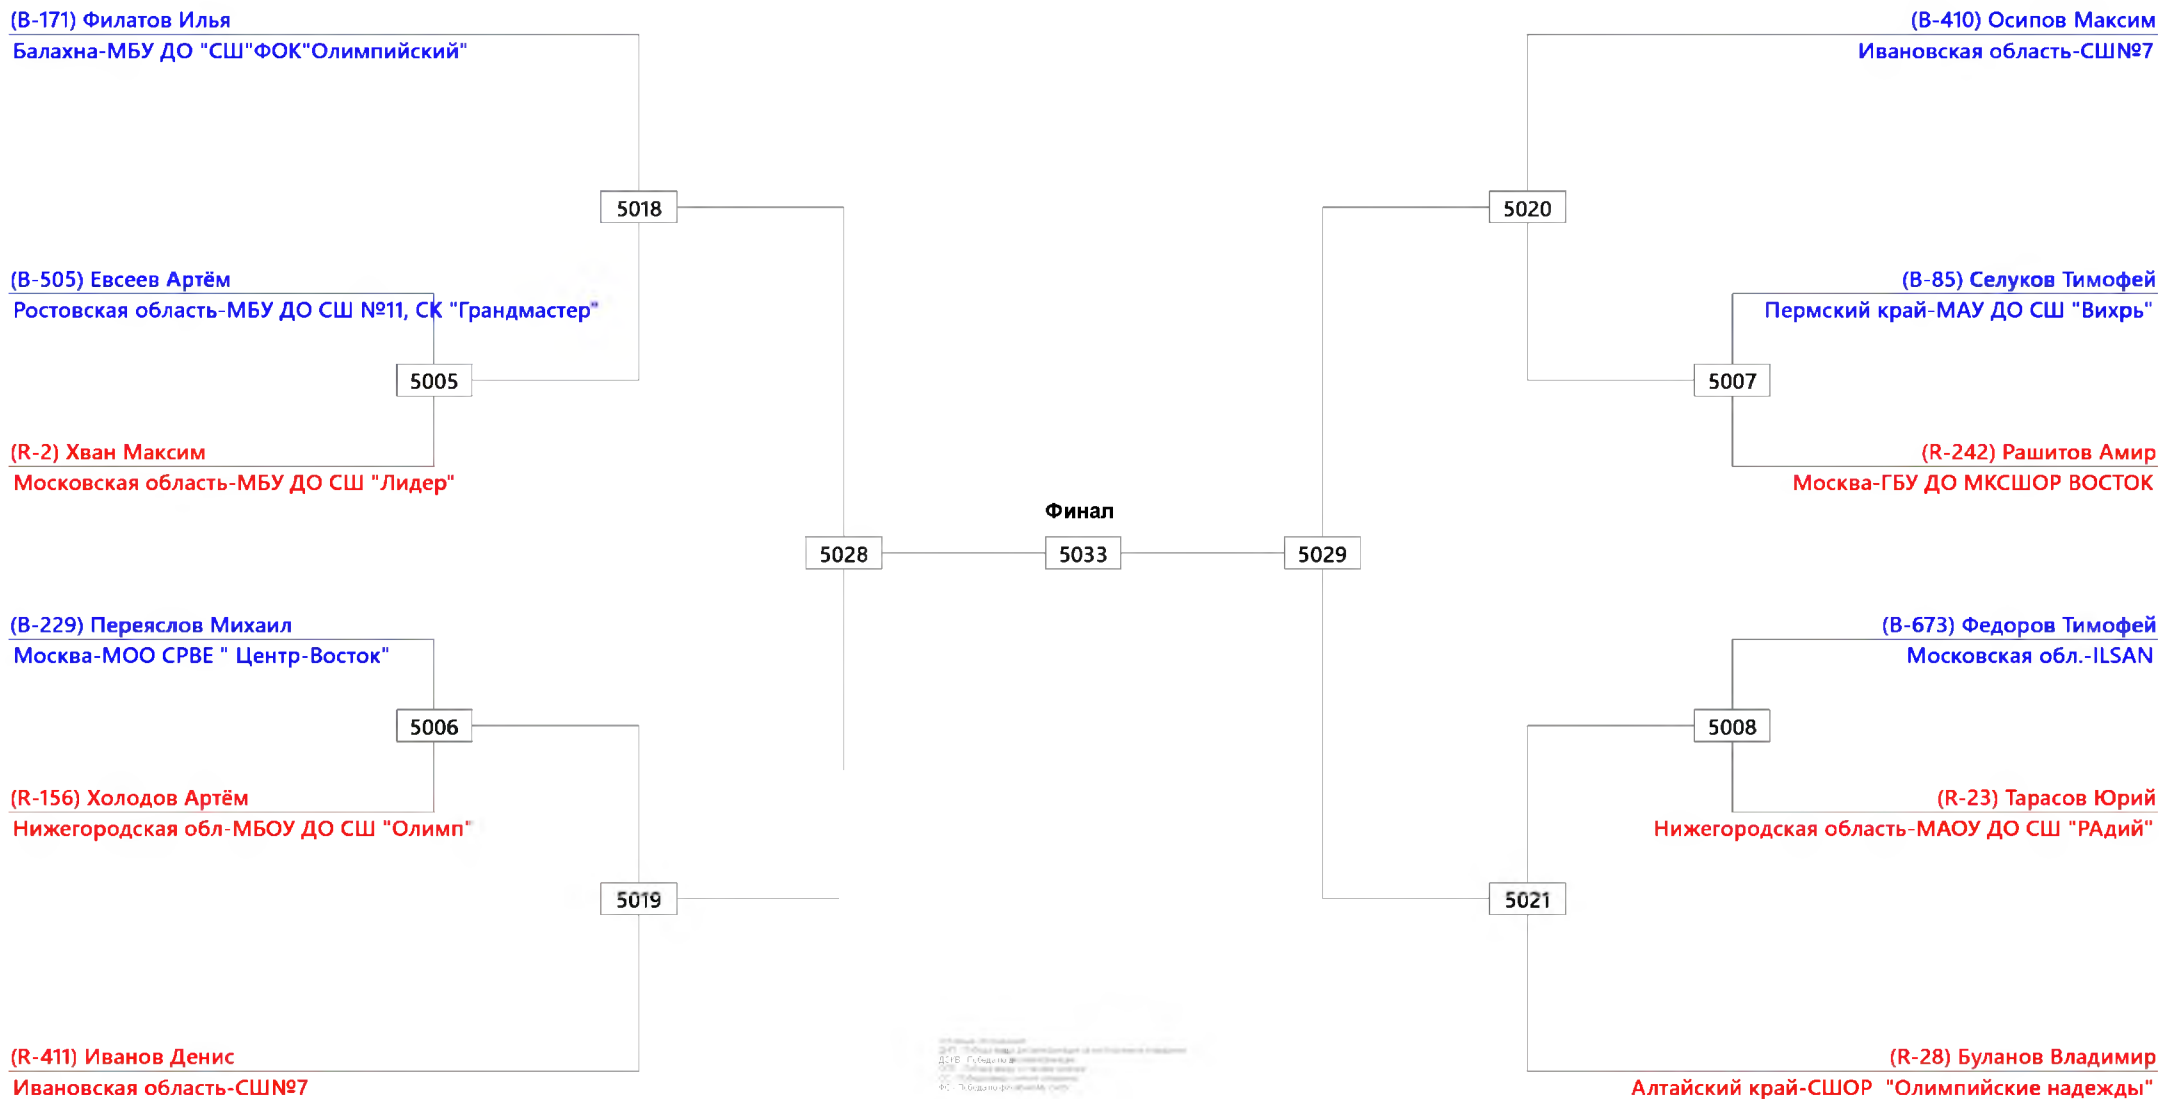 (B-171) Филатов Илья
Балахна-МБУ ДО "СШ"ФОК"Олимпийский"
5018
(B-505) Евсеев Артём
Ростовская область-МБУ ДО СШ №11, СК "Грандмастер"
5005
(R-2) Хван Максим
Московская область-МБУ ДО СШ "Лидер"
5028
(B-229) Переяслов Михаил
Москва-МОО СРВЕ " Центр-Восток"
5006
(R-156) Холодов Артём
Нижегородская обл-МБОУ ДО СШ "Олимп"
5019
(R-411) Иванов Денис
Ивановская область-СШ№7
Финал
5033
(B-410) Осипов Максим
Ивановская область-СШ№7
5020
(B-85) Селуков Тимофей
Пермский край-МАУ ДО СШ "Вихрь"
5007
(R-242) Рашитов Амир
Москва-ГБУ ДО МКСШОР ВОСТОК
5029
(B-673) Федоров Тимофей
Московская обл.-ILSAN
5008
(R-23) Тарасов Юрий
Нижегородская область-МАОУ ДО СШ "РАдий"
5021
(R-28) Буланов Владимир
Алтайский край-СШОР "Олимпийские надежды"